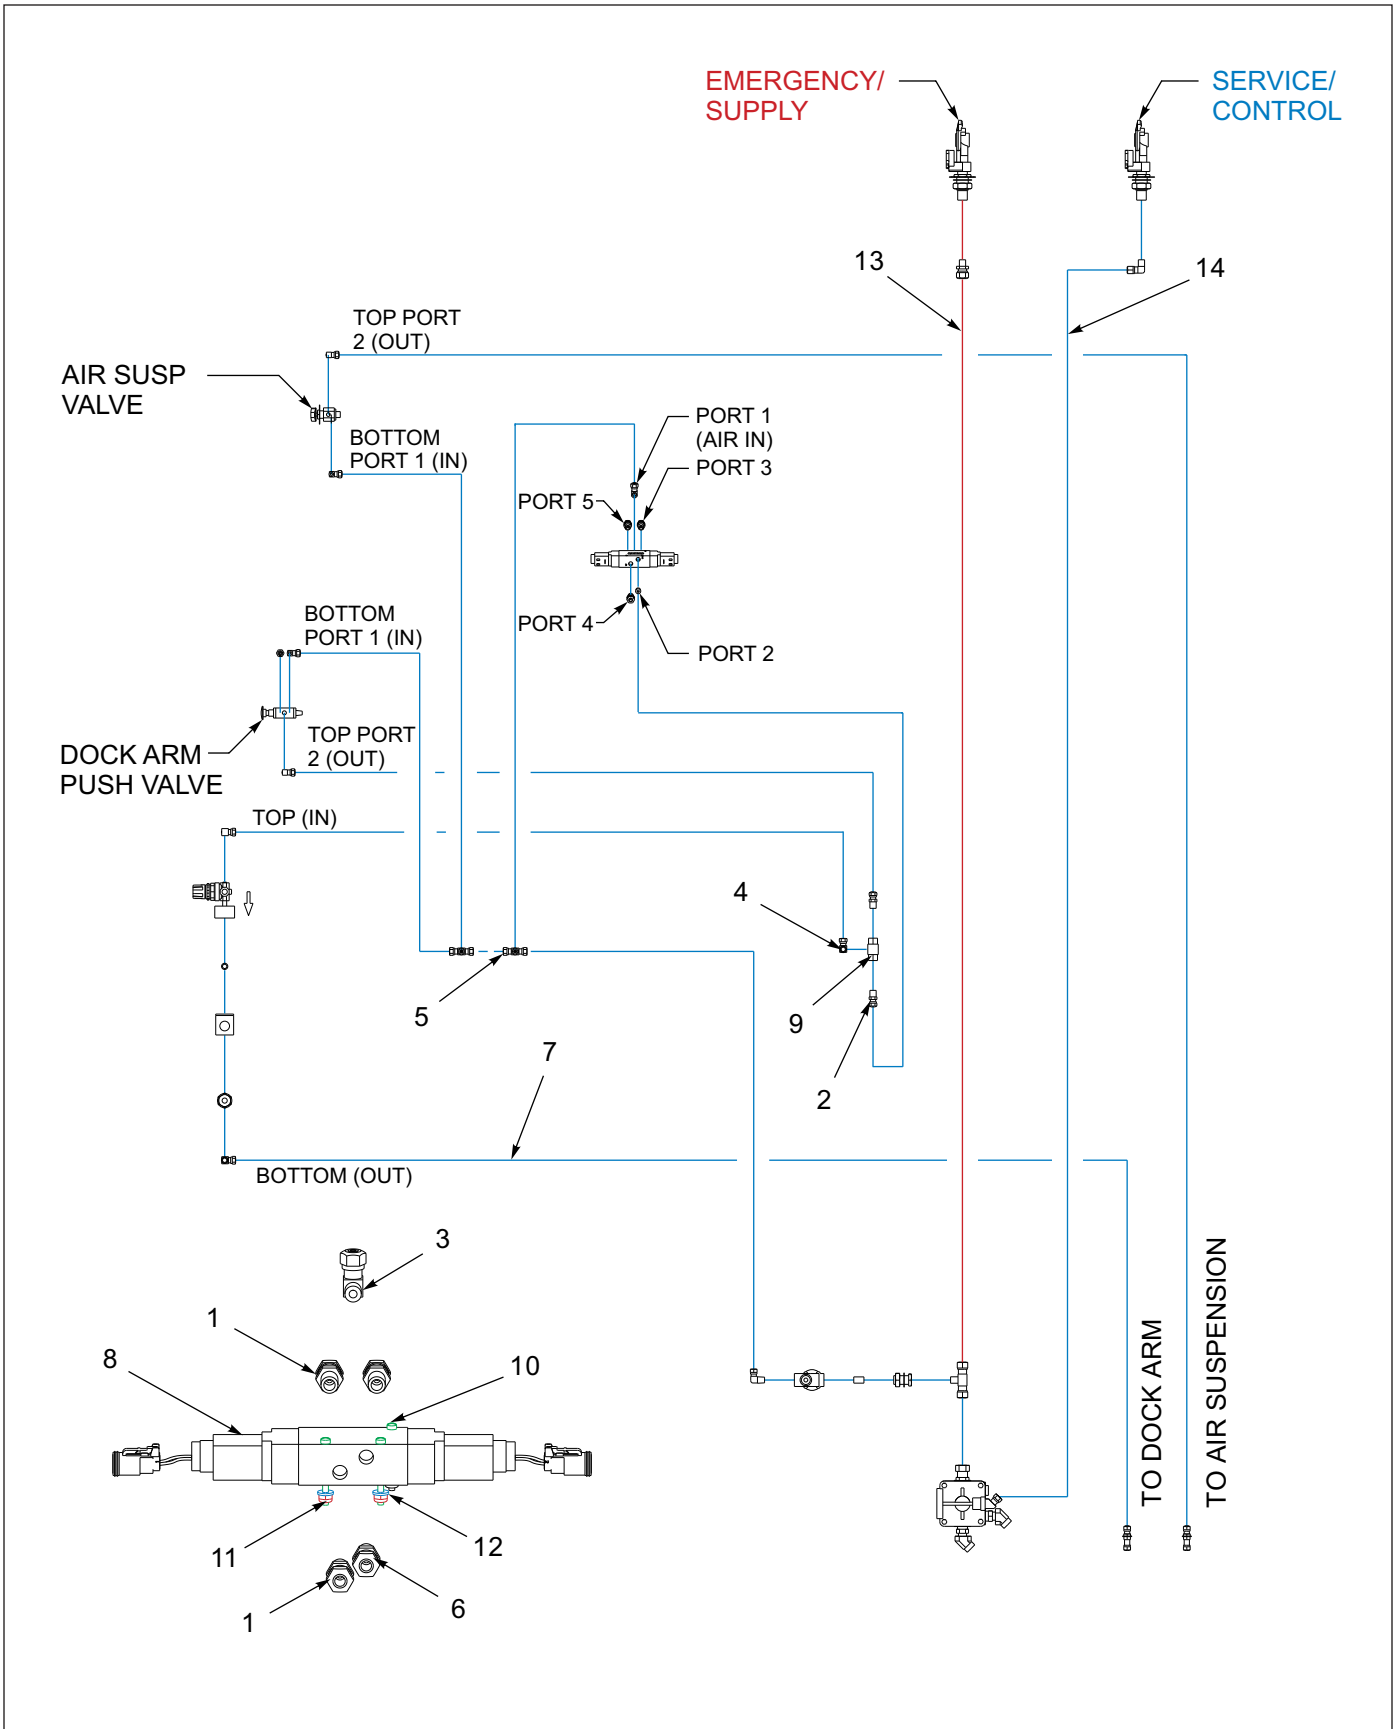 EMERGENCY/
SUPPLY
SERVICE/
CONTROL
13
14
TOP PORT
2 (OUT)
AIR SUSP
VALVE
BOTTOM
PORT 1 (IN)
PORT 1
(AIR IN)
PORT 3
PORT 5
PORT 4
PORT 2
BOTTOM
PORT 1 (IN)
DOCK ARM
PUSH VALVE
TOP PORT
2 (OUT)
TOP (IN)
4
5
9
2
7
BOTTOM (OUT)
3
1
8
10
11
12
1
6
TO DOCK ARM
TO AIR SUSPENSION